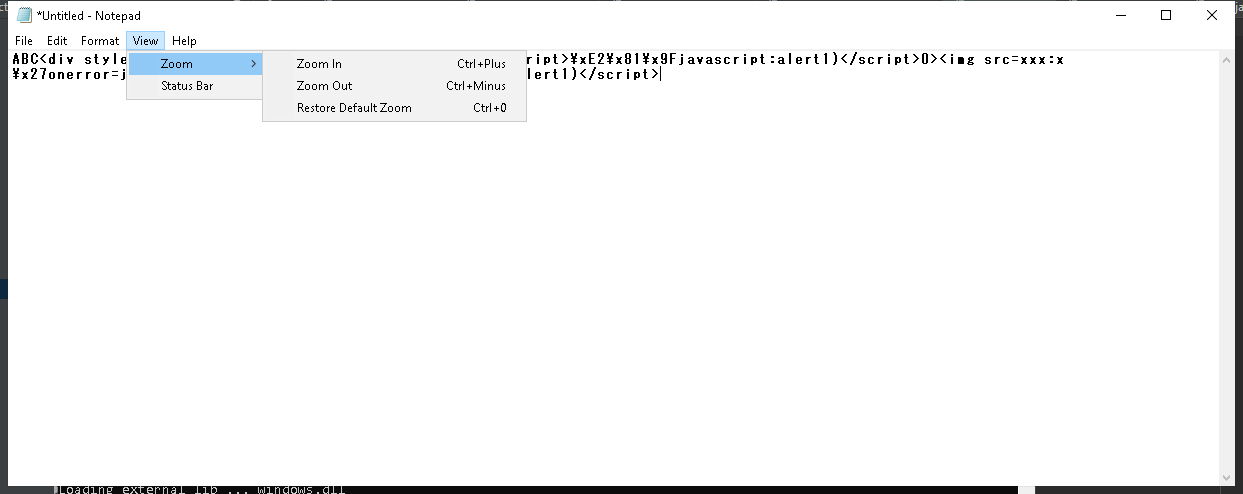 *Untitled - Notepad
File Edit Format View Help
ABC<div style
ript>¥xE2¥x81¥x9Fjavascript:alert1)</script>0><img src=xxx:x
¥x27onerror=j
lert1)</script>
Zoom > Zoom In Ctrl+Plus
Status Bar Zoom Out Ctrl+Minus
Restore Default Zoom Ctrl+0
Loading external lib ... windows.dll